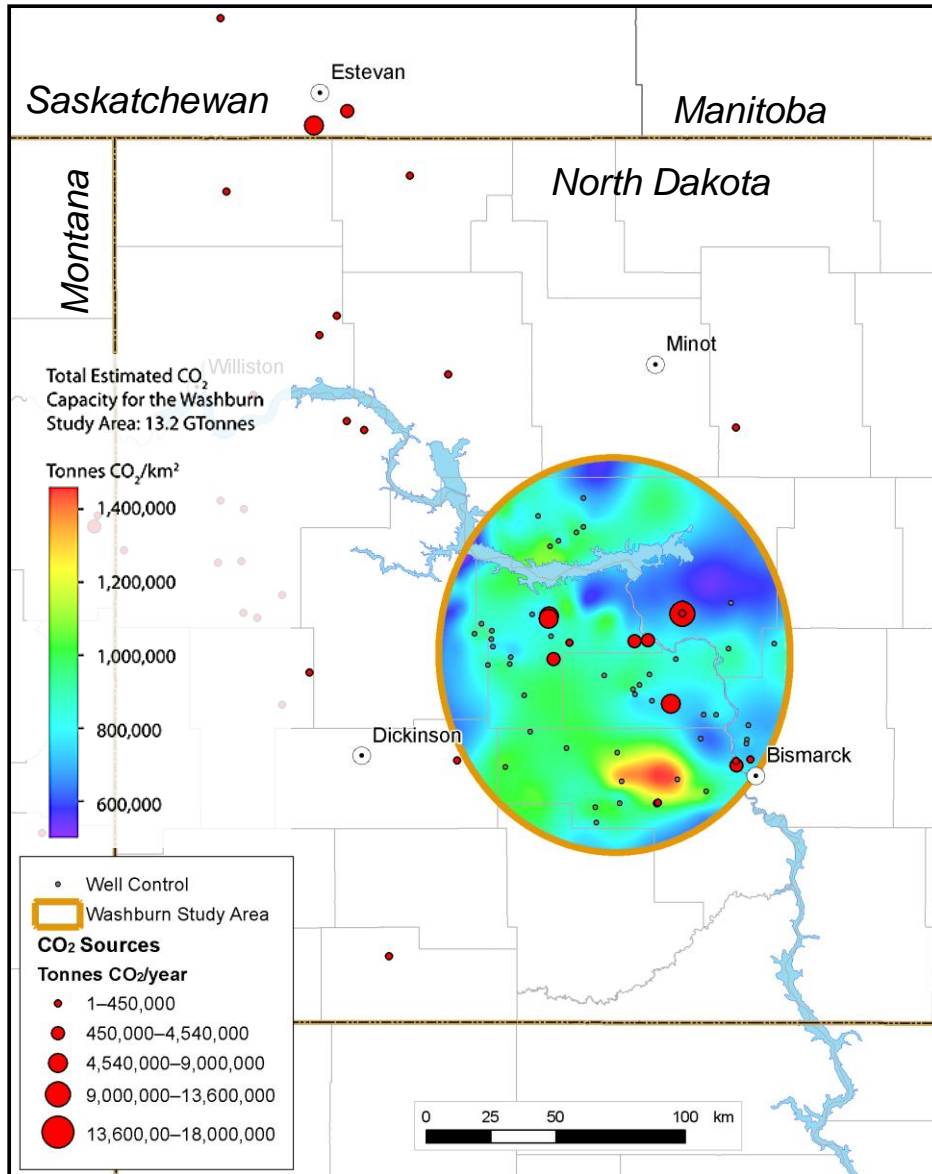 Estevan
Saskatchewan
Manitoba
North Dakota
Montana
Minot
Williston
Total Estimated CO₂
Capacity for the Washburn
Study Area: 13.2 GTonnes
Tonnes CO₂/km²
1,400,000
1,200,000
1,000,000
800,000
600,000
Dickinson
Bismarck
Well Control
Washburn Study Area
CO₂ Sources
Tonnes CO₂/year
1–450,000
450,000–4,540,000
4,540,000–9,000,000
9,000,000–13,600,000
13,600,00–18,000,000
0 25 50 100 km